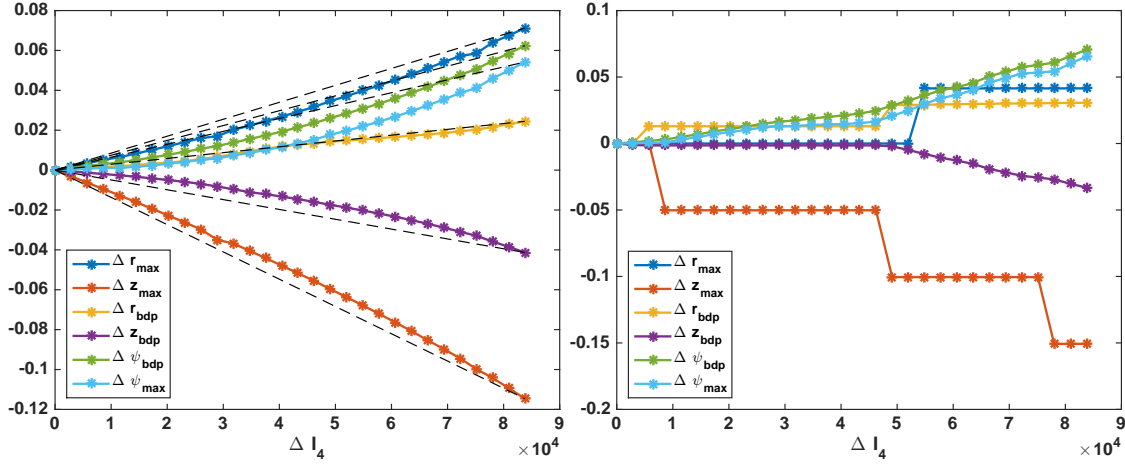 0.08
0.06
0.04
0.02
0
-0.02
-0.04
-0.06
-0.08
-0.1
-0.12
Δ r_max
Δ z_max
Δ r_bdp
Δ z_bdp
Δ ψ_bdp
Δ ψ_max
0 1 2 3 4 5 6 7 8 9
Δ I_4
×10^4
0.1
0.05
0
-0.05
-0.1
-0.15
-0.2
Δ r_max
Δ z_max
Δ r_bdp
Δ z_bdp
Δ ψ_bdp
Δ ψ_max
0 1 2 3 4 5 6 7 8 9
Δ I_4
×10^4